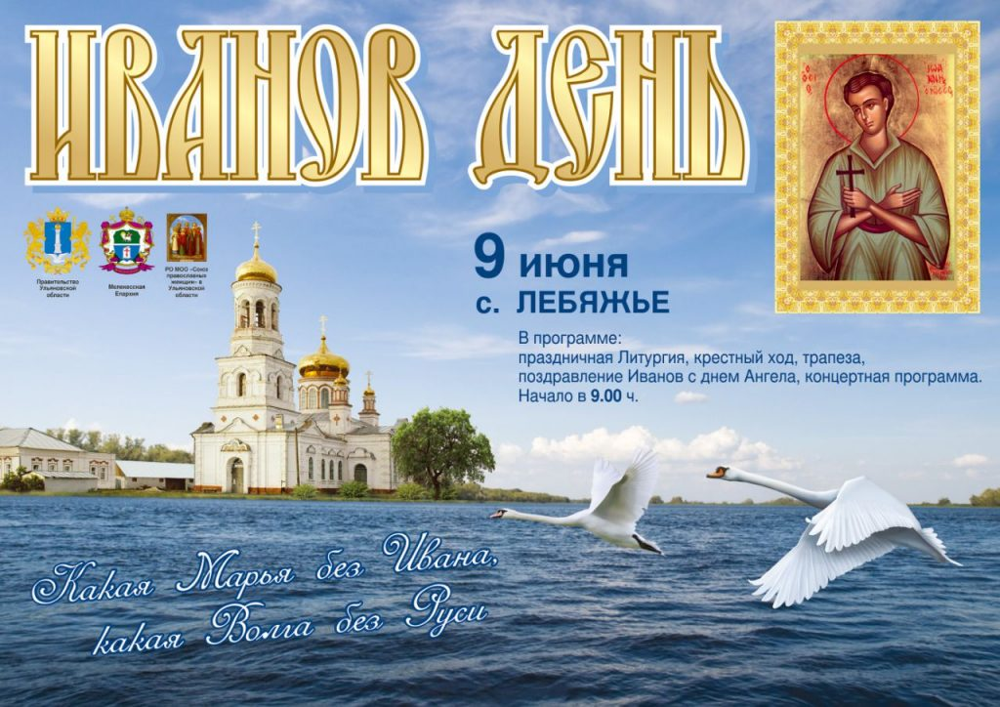 ИВАНОВ ДЕНЬ
Правительство
Ульяновской
области
Мелекесская
Епархия
РО МОО «Союз
православных
женщин» в
Ульяновской
области
9 июня
с. ЛЕБЯЖЬЕ
В программе:
праздничная Литургия, крестный ход, трапеза,
поздравление Иванов с днем Ангела, концертная программа.
Начало в 9.00 ч.
Какая Марья без Ивана,
какая Волга без Руси